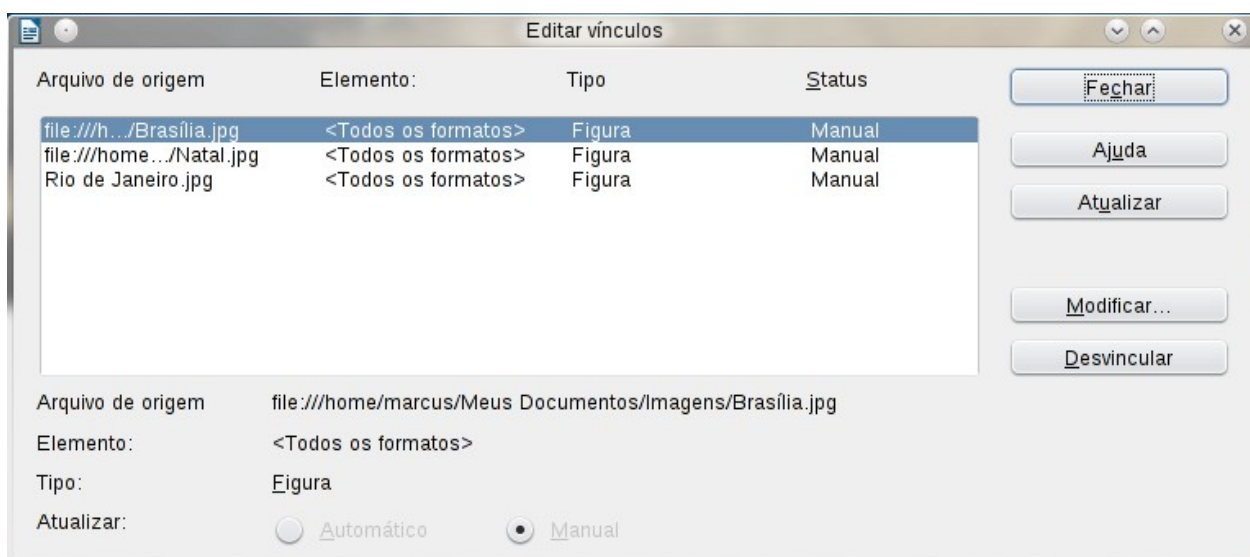 Editar vínculos
Arquivo de origem Elemento: Tipo Status
Fechar
file:///h.../Brasília.jpg <Todos os formatos> Figura Manual
file:///home.../Natal.jpg <Todos os formatos> Figura Manual
Rio de Janeiro.jpg <Todos os formatos> Figura Manual
Ajuda
Atualizar
Modificar...
Desvincular
Arquivo de origem file:///home/marcus/Meus Documentos/Imagens/Brasília.jpg
Elemento: <Todos os formatos>
Tipo: Figura
Atualizar: Automático Manual